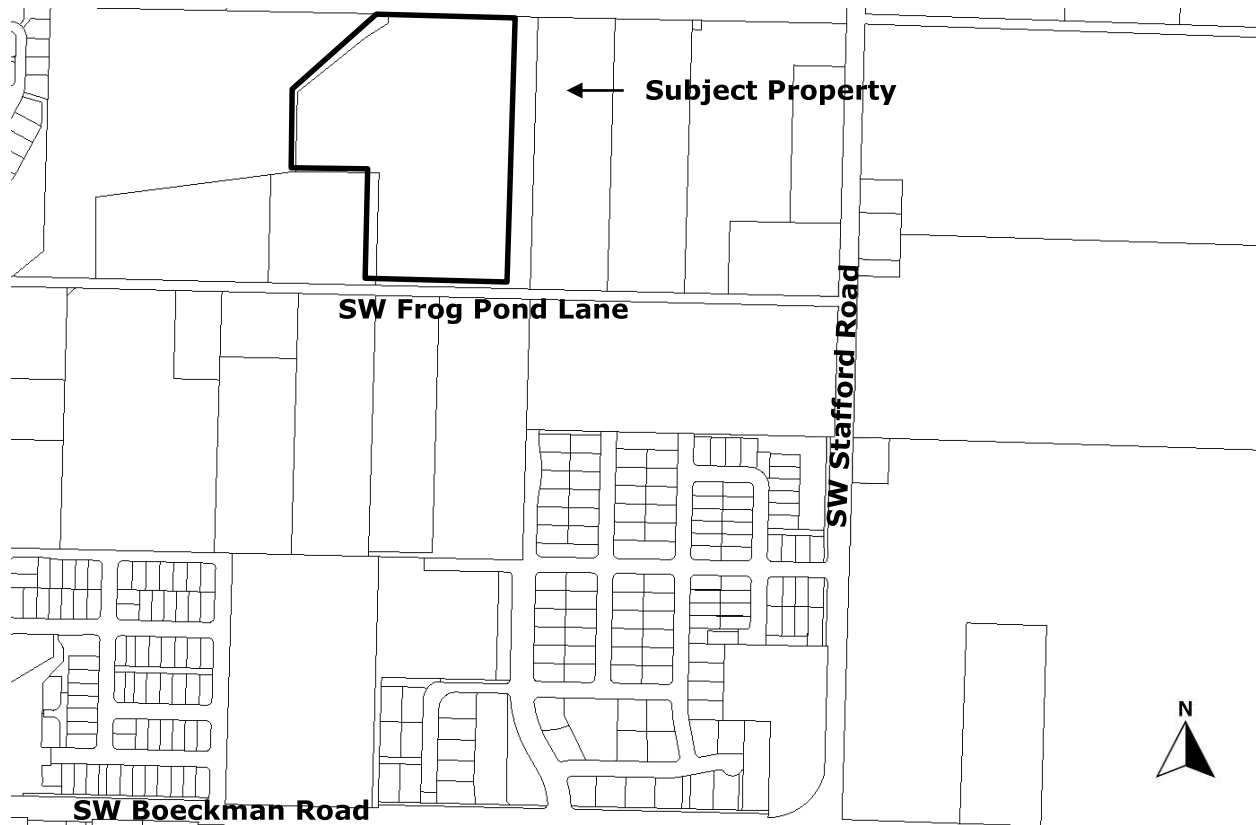 Subject Property
SW Frog Pond Lane
SW Stafford Road
N
SW Boeckman Road